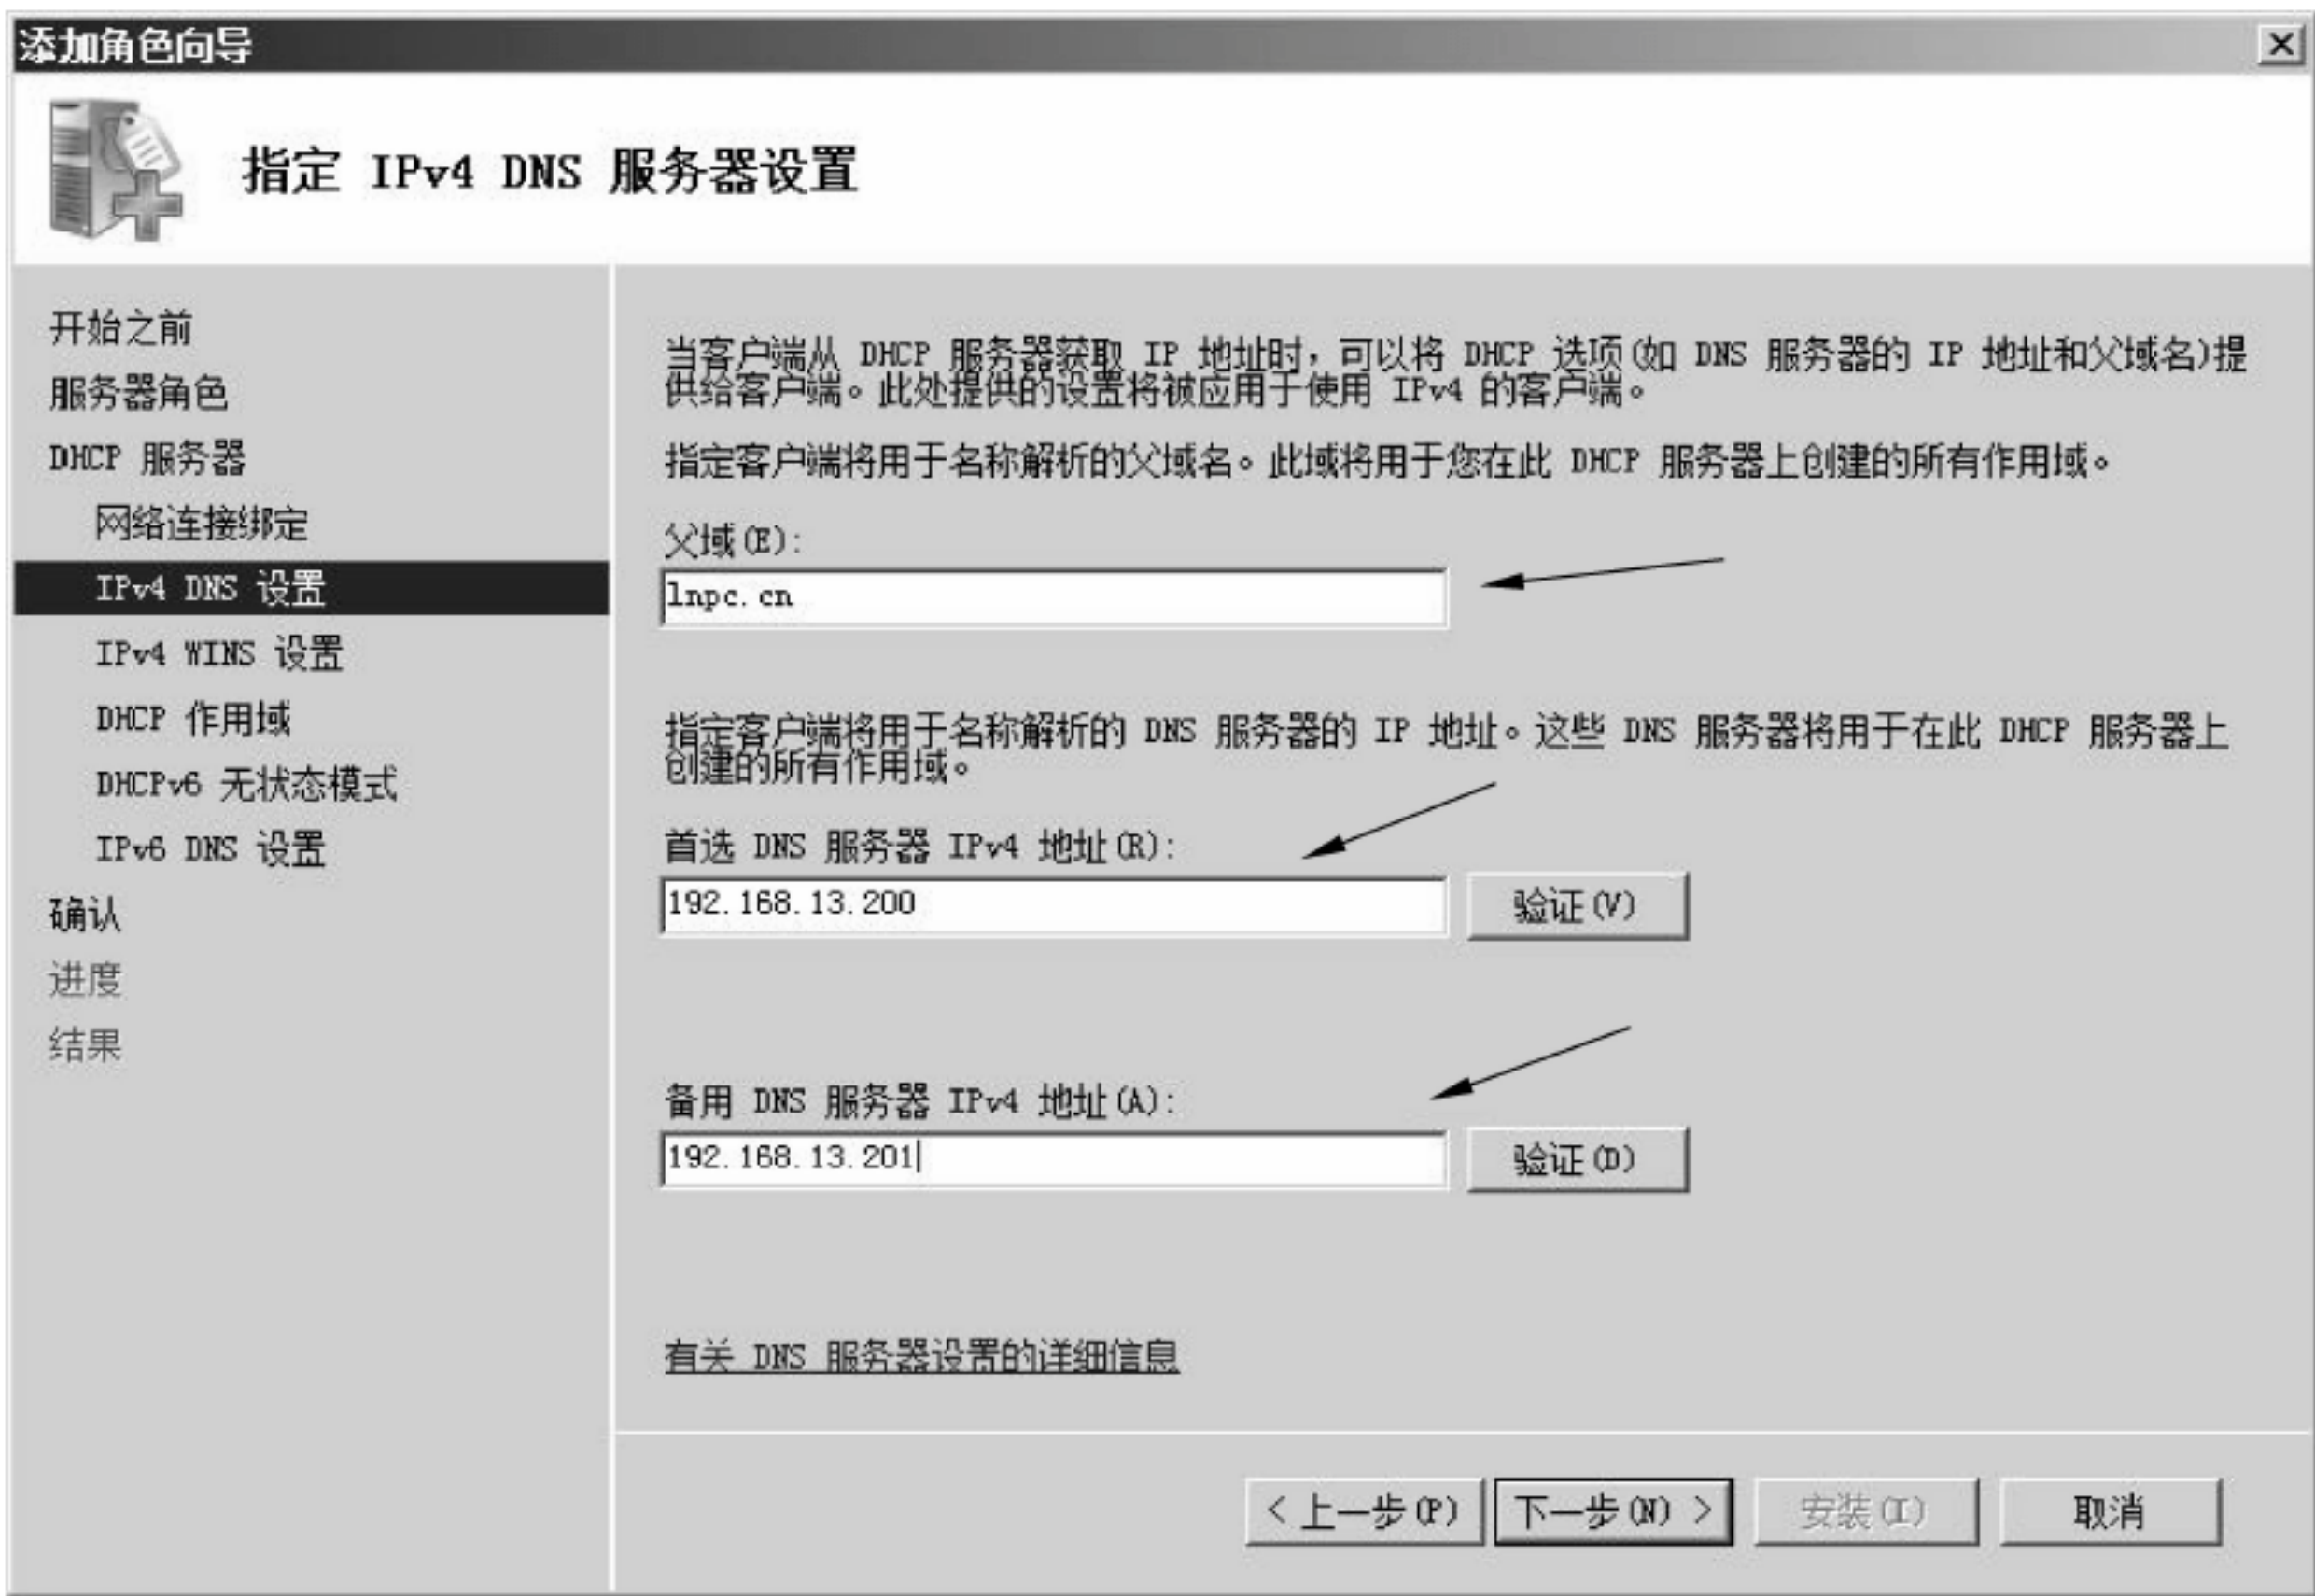 添加角色向导
指定 IPv4 DNS 服务器设置
开始之前
服务器角色
DHCP 服务器
网络连接绑定
IPv4 DNS 设置
IPv4 WINS 设置
DHCP 作用域
DHCPv6 无状态模式
IPv6 DNS 设置
确认
进度
结果
当客户端从 DHCP 服务器获取 IP 地址时，可以将 DHCP 选项(如 DNS 服务器的 IP 地址和父域名)提
供给客户端。此处提供的设置将被应用于使用 IPv4 的客户端。
指定客户端将用于名称解析的父域名。此域将用于您在此 DHCP 服务器上创建的所有作用域。
父域(E):
lnpc.cn
指定客户端将用于名称解析的 DNS 服务器的 IP 地址。这些 DNS 服务器将用于在此 DHCP 服务器上
创建的所有作用域。
首选 DNS 服务器 IPv4 地址(R):
192.168.13.200
验证(V)
备用 DNS 服务器 IPv4 地址(A):
192.168.13.201
验证(D)
有关 DNS 服务器设置的详细信息
< 上一步(P)
下一步(N) >
安装(I)
取消